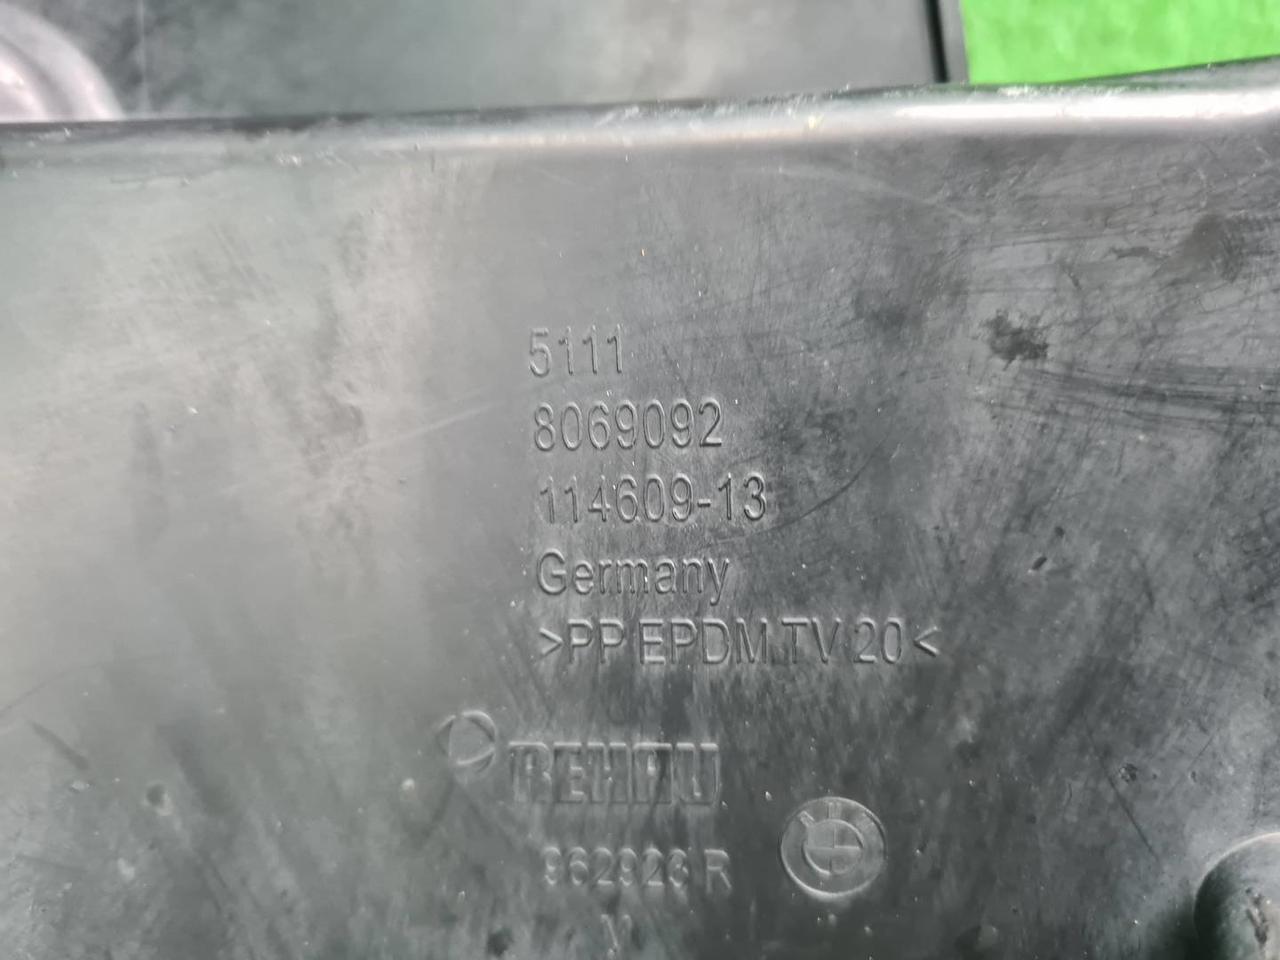 5111
8069092
114609-13
Germany
>PP EPDM TV 20<
REHAU
962923 R